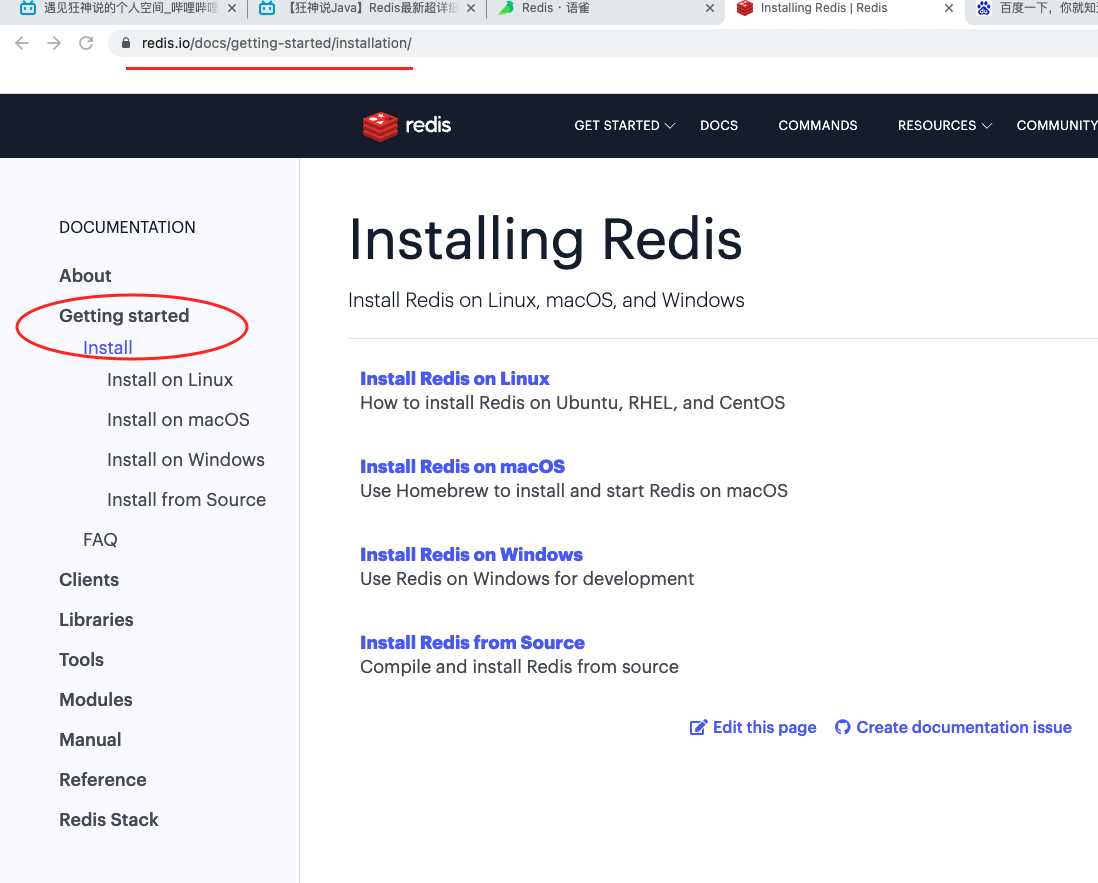 遇见狂神说的个人空间_哔哩哔哩
【狂神说Java】Redis最新超详细
Redis · 语雀
Installing Redis | Redis
百度一下，你就知
redis.io/docs/getting-started/installation/
redis
GET STARTED
DOCS
COMMANDS
RESOURCES
COMMUNITY
DOCUMENTATION
About
Getting started
Install
Install on Linux
Install on macOS
Install on Windows
Install from Source
FAQ
Clients
Libraries
Tools
Modules
Manual
Reference
Redis Stack
Installing Redis
Install Redis on Linux, macOS, and Windows
Install Redis on Linux
How to install Redis on Ubuntu, RHEL, and CentOS
Install Redis on macOS
Use Homebrew to install and start Redis on macOS
Install Redis on Windows
Use Redis on Windows for development
Install Redis from Source
Compile and install Redis from source
Edit this page
Create documentation issue